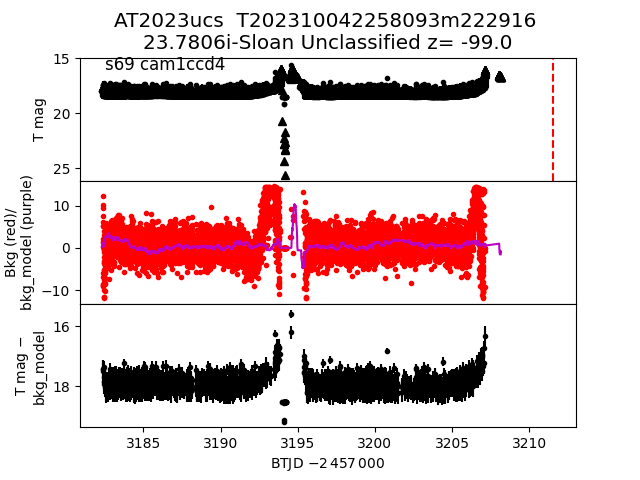 AT2023ucs  T202310042258093m222916
23.7806i-Sloan Unclassified z= -99.0
s69 cam1ccd4
T mag
15
20
25
Bkg (red)/
bkg_model (purple)
10
0
−10
T mag −
bkg_model
16
18
3185
3190
3195
3200
3205
3210
BTJD −2 457 000